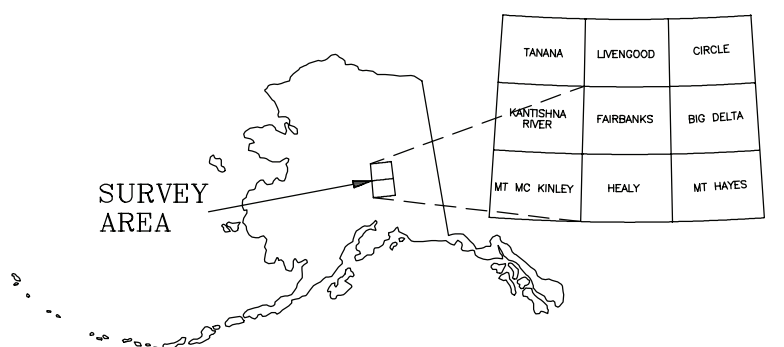 TANANA
LIVENGOOD
CIRCLE
KANTISHNA
RIVER
FAIRBANKS
BIG DELTA
MT MC KINLEY
HEALY
MT HAYES
SURVEY
AREA